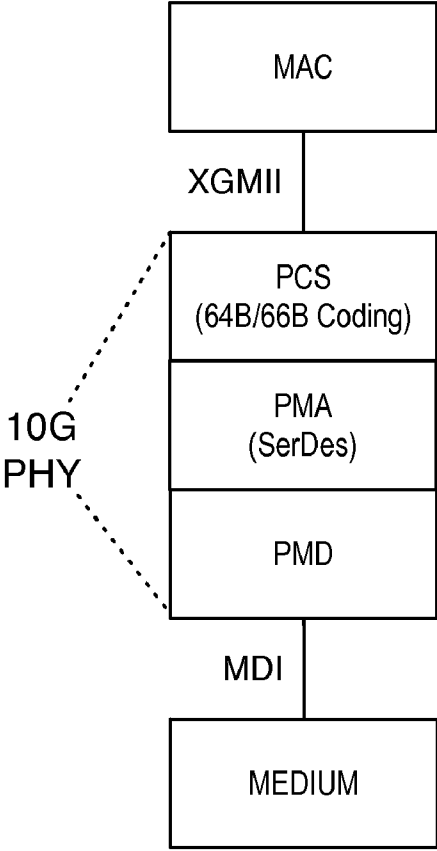 MAC
XGMII
PCS
(64B/66B Coding)
PMA
(SerDes)
10G
PHY
PMD
MDI
MEDIUM